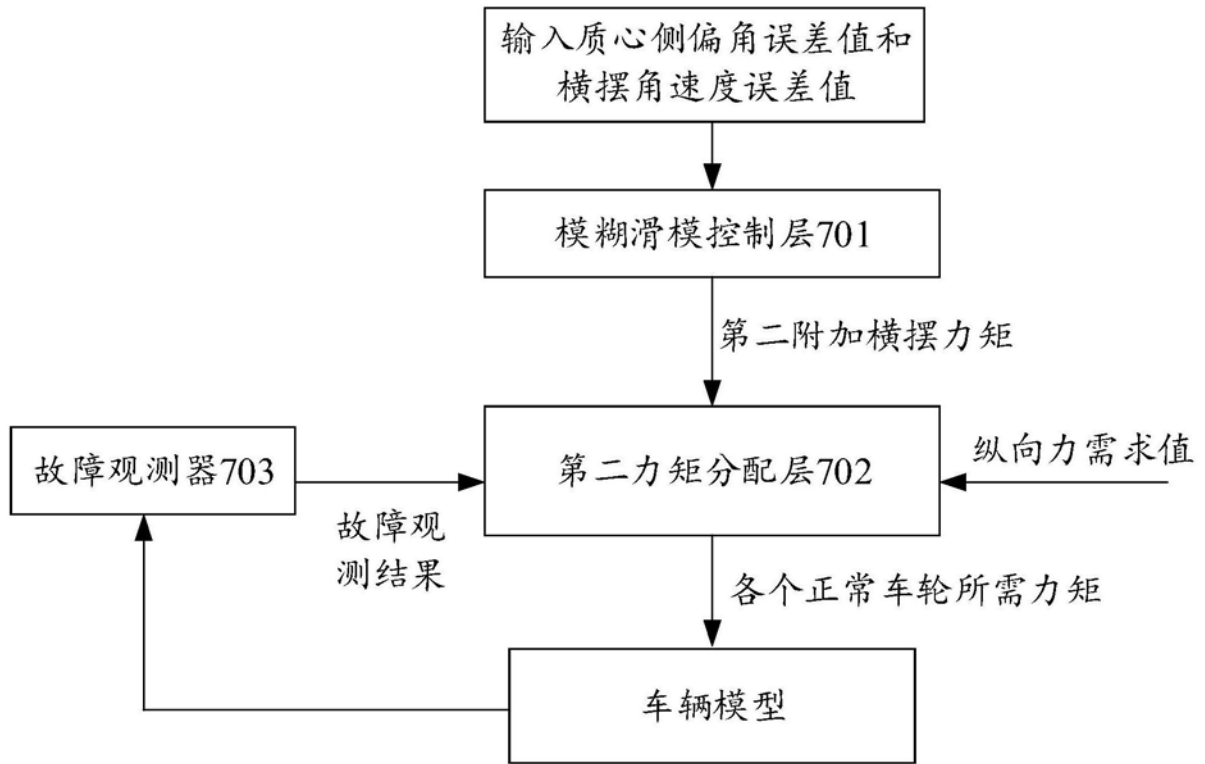 输入质心侧偏角误差值和
横摆角速度误差值
模糊滑模控制层701
第二附加横摆力矩
故障观测器703
第二力矩分配层702
纵向力需求值
故障观
测结果
各个正常车轮所需力矩
车辆模型